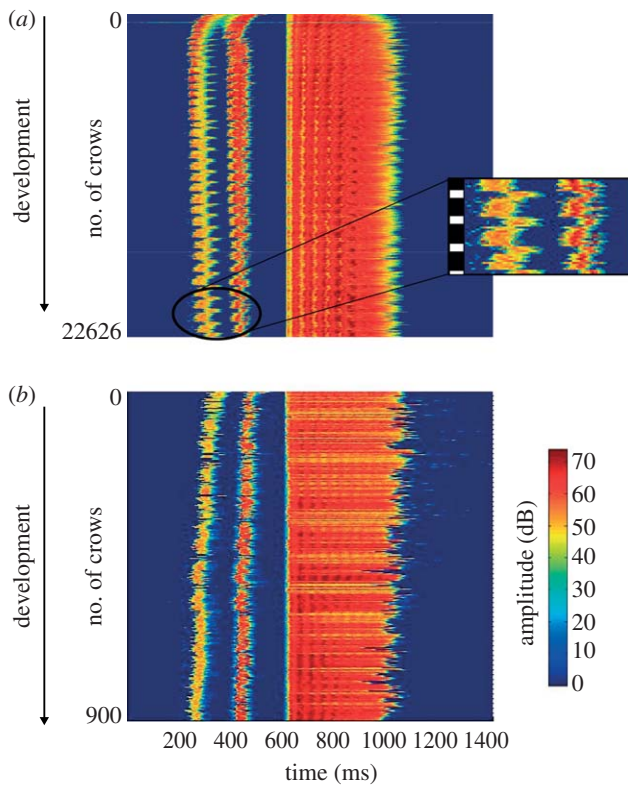 (a)
0
development
no. of crows
22626
(b)
0
development
no. of crows
900
70
60
50
40
30
20
10
0
amplitude (dB)
200 400 600 800 1000 1200 1400
time (ms)